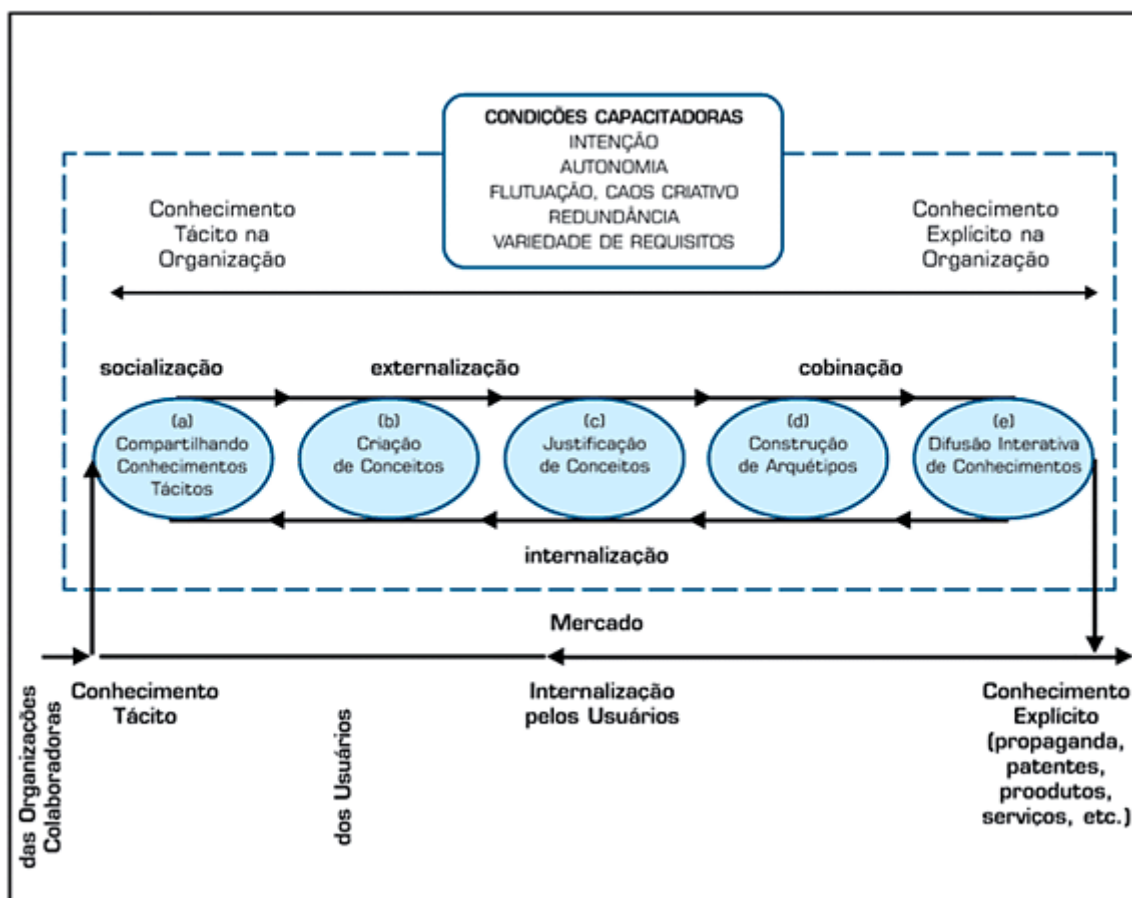 CONDIÇÕES CAPACITADORAS
INTENÇÃO
AUTONOMIA
FLUTUAÇÃO, CAOS CRIATIVO
REDUNDÂNCIA
VARIEDADE DE REQUISITOS
Conhecimento
Tácito na
Organização
Conhecimento
Explícito na
Organização
socialização
externalização
cobinação
(a)
Compartilhando
Conhecimentos
Tácitos
(b)
Criação
de Conceitos
(c)
Justificação
de Conceitos
(d)
Construção
de Arquétipos
(e)
Difusão Interativa
de Conhecimentos
internalização
Mercado
das Organizações
Colaboradoras
Conhecimento
Tácito
dos Usuários
Internalização
pelos Usuários
Conhecimento
Explícito
(propaganda,
patentes,
proodutos,
serviços, etc.)